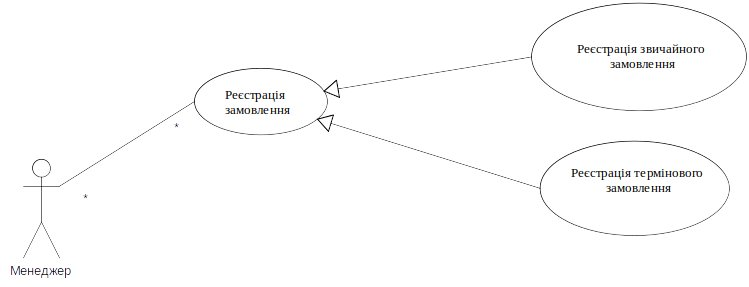 Реєстрація звичайного
замовлення
Реєстрація
замовлення
*
Реєстрація термінового
замовлення
*
Менеджер